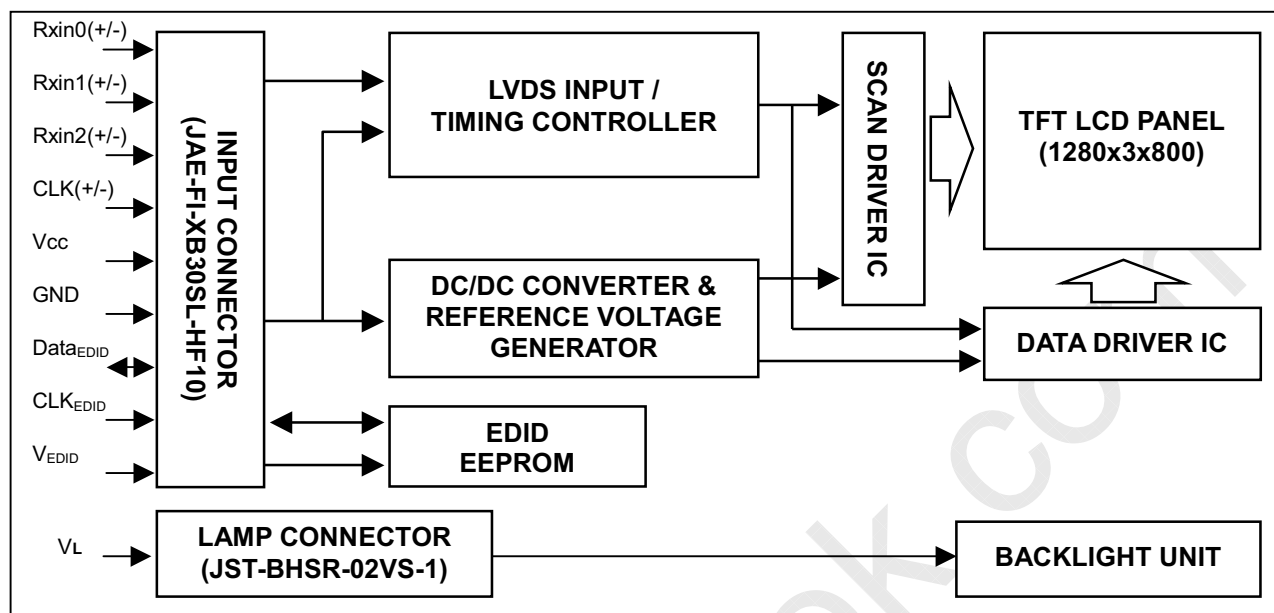 Rxin0(+/-)
Rxin1(+/-)
Rxin2(+/-)
CLK(+/-)
Vcc
GND
DataEDID
CLKEDID
VEDID
VL
INPUT CONNECTOR
(JAE-FI-XB30SL-HF10)
LVDS INPUT /
TIMING CONTROLLER
DC/DC CONVERTER &
REFERENCE VOLTAGE
GENERATOR
EDID
EEPROM
LAMP CONNECTOR
(JST-BHSR-02VS-1)
SCAN DRIVER IC
TFT LCD PANEL
(1280x3x800)
DATA DRIVER IC
BACKLIGHT UNIT